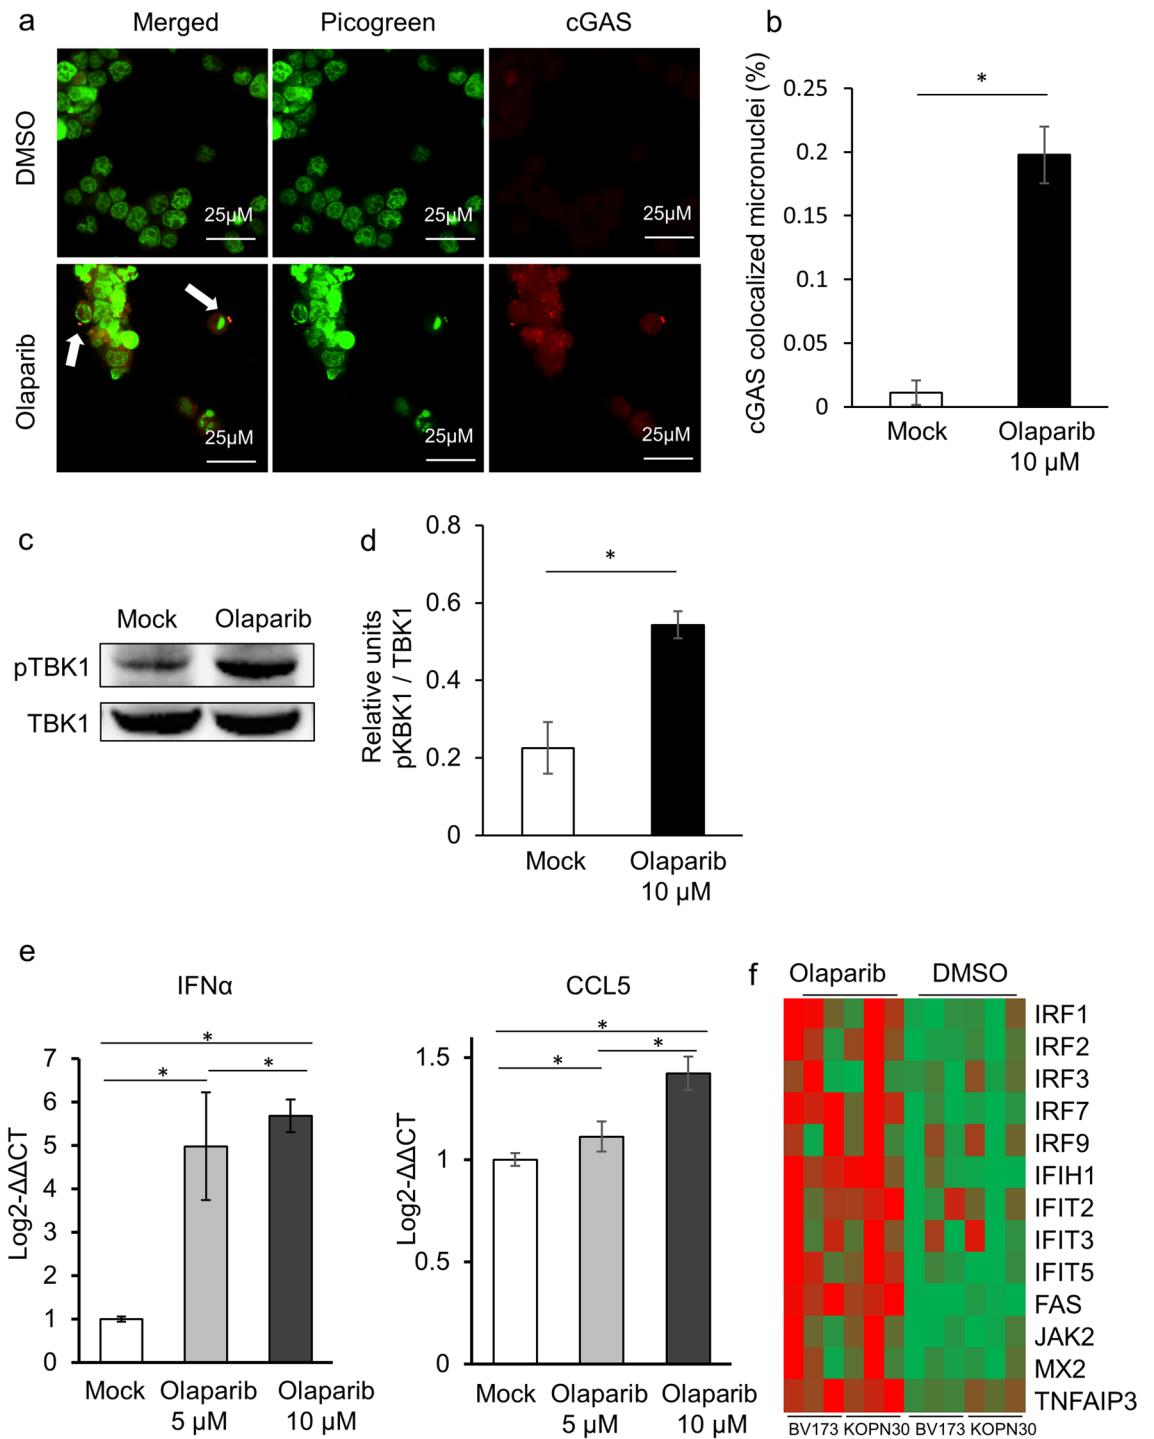 a
Merged
Picogreen
cGAS
DMSO
25µM
25µM
25µM
Olaparib
25µM
25µM
25µM
b
cGAS colocalized micronuclei (%)
*
0.25
0.2
0.15
0.1
0.05
0
Mock
Olaparib
10 µM
c
Mock
Olaparib
pTBK1
TBK1
d
Relative units
pKBK1 / TBK1
*
0.8
0.6
0.4
0.2
0
Mock
Olaparib
10 µM
e
IFNα
Log2-ΔΔCT
*
*
*
7
6
5
4
3
2
1
0
Mock
Olaparib
5 µM
Olaparib
10 µM
CCL5
Log2-ΔΔCT
*
*
*
1.5
1
0.5
0
Mock
Olaparib
5 µM
Olaparib
10 µM
f
Olaparib
DMSO
IRF1
IRF2
IRF3
IRF7
IRF9
IFIH1
IFIT2
IFIT3
IFIT5
FAS
JAK2
MX2
TNFAIP3
BV173 KOPN30 BV173 KOPN30